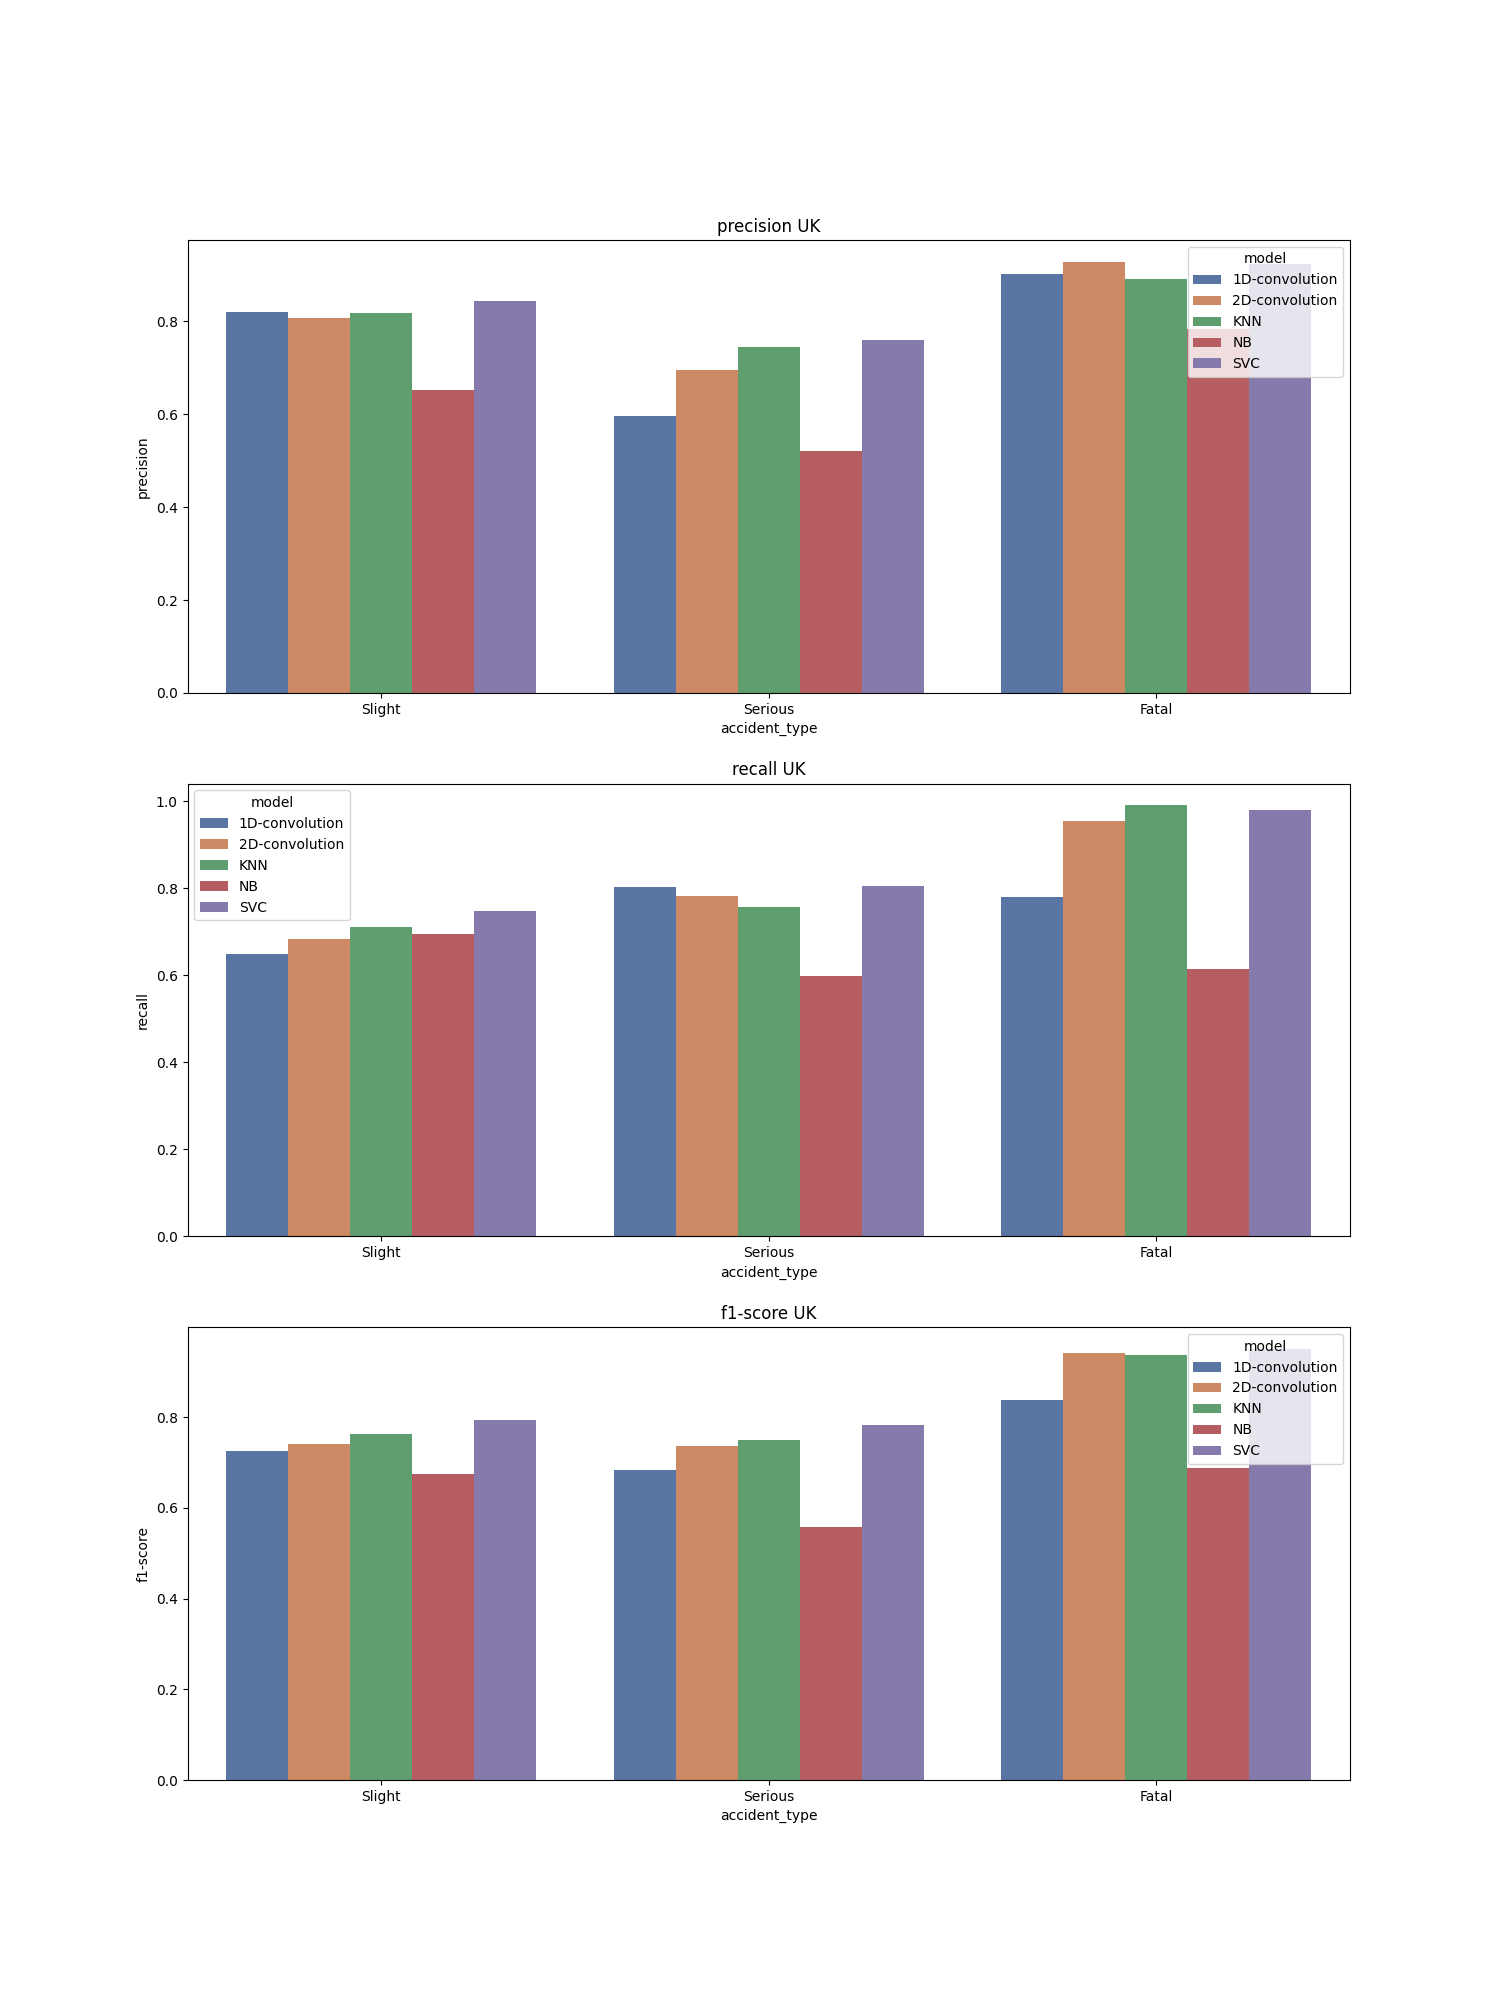 precision UK
model
1D-convolution
2D-convolution
KNN
NB
SVC
0.8
0.6
0.4
0.2
0.0
precision
Slight Serious Fatal
accident_type
recall UK
model
1D-convolution
2D-convolution
KNN
NB
SVC
1.0
0.8
0.6
0.4
0.2
0.0
recall
Slight Serious Fatal
accident_type
f1-score UK
model
1D-convolution
2D-convolution
KNN
NB
SVC
0.8
0.6
0.4
0.2
0.0
f1-score
Slight Serious Fatal
accident_type